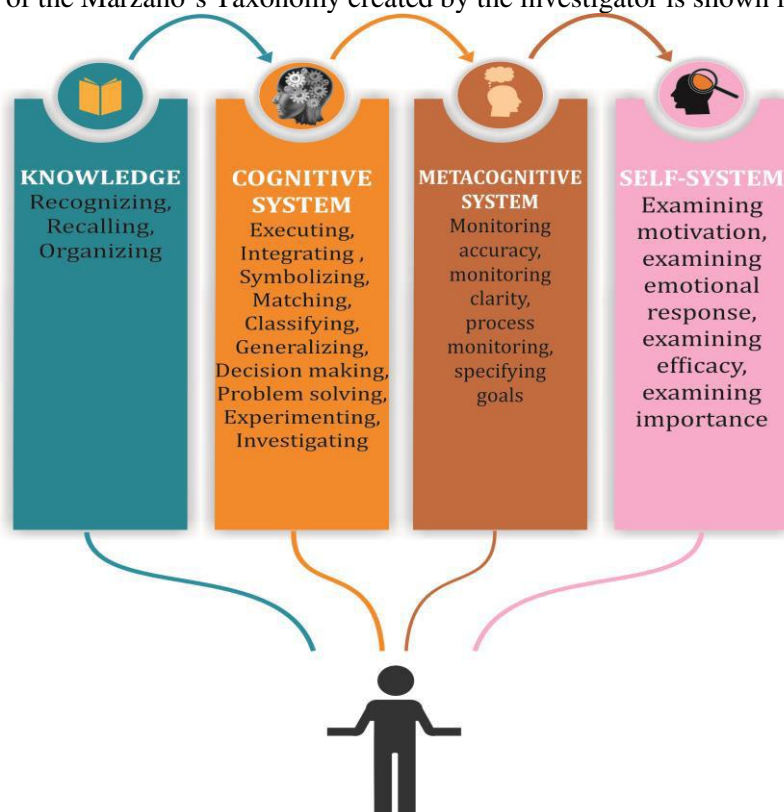 of the Marzano's Taxonomy created by the investigator is shown i
KNOWLEDGE
Recognizing,
Recalling,
Organizing
COGNITIVE
SYSTEM
Executing,
Integrating ,
Symbolizing,
Matching,
Classifying,
Generalizing,
Decision making,
Problem solving,
Experimenting,
Investigating
METACOGNITIVE
SYSTEM
Monitoring
accuracy,
monitoring
clarity,
process
monitoring,
specifying
goals
SELF-SYSTEM
Examining
motivation,
examining
emotional
response,
examining
efficacy,
examining
importance